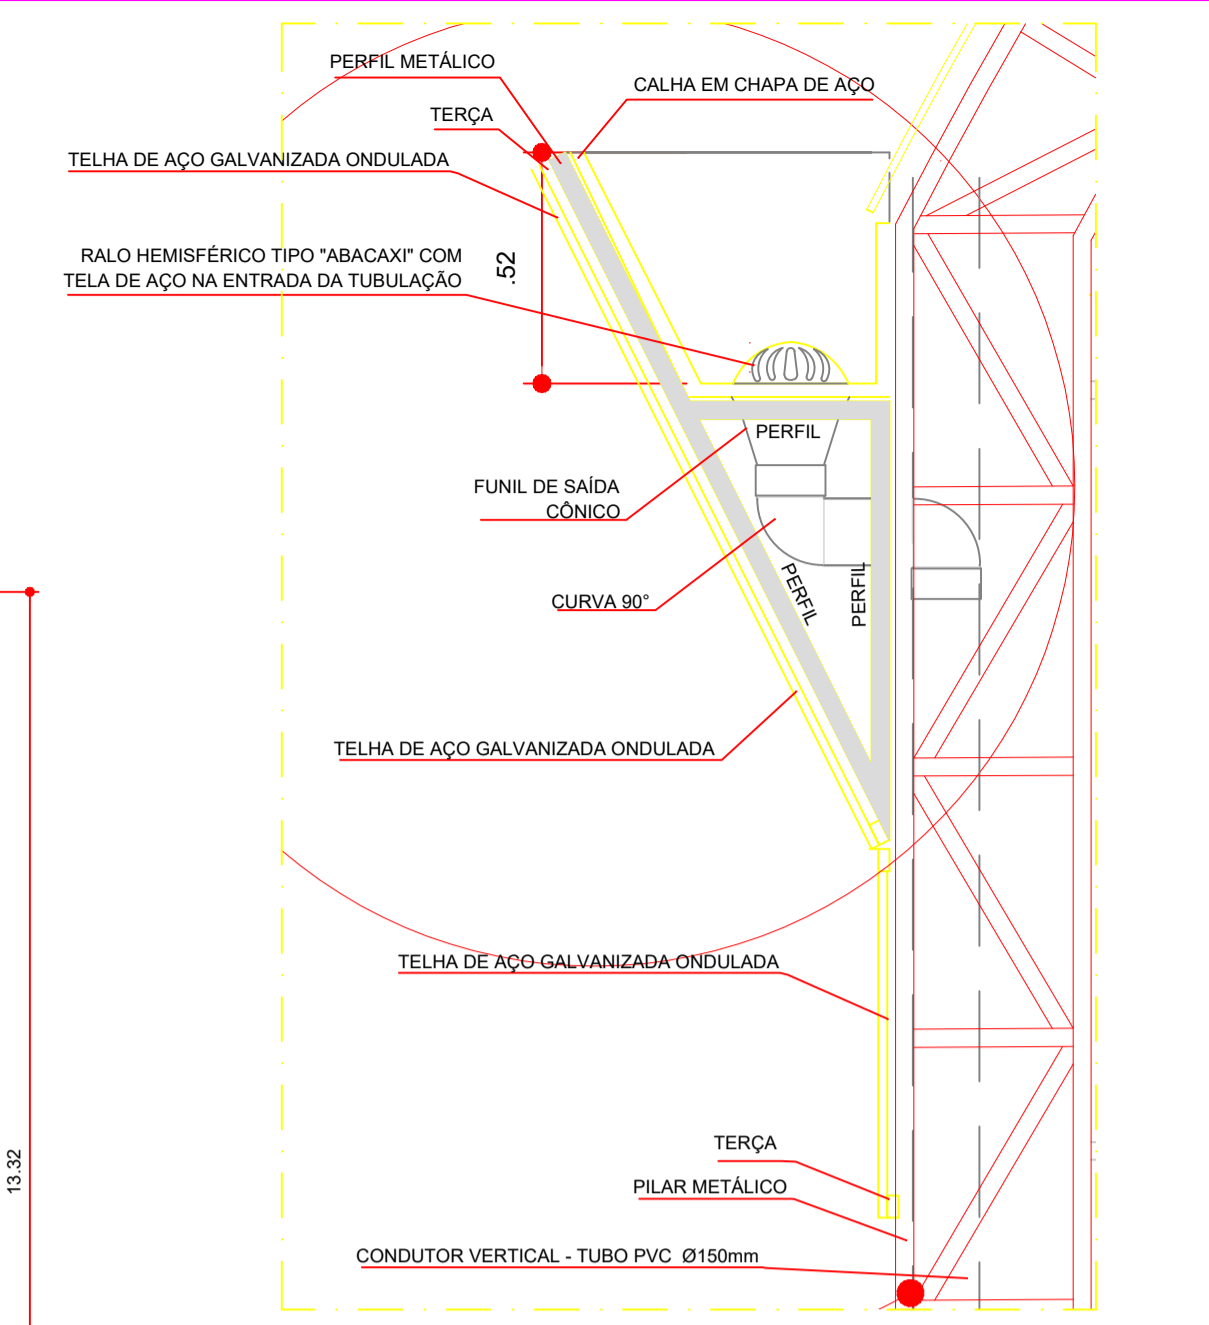 PERFIL METÁLICO
CALHA EM CHAPA DE AÇO
TERÇA
TELHA DE AÇO GALVANIZADA ONDULADA
RALO HEMISFÉRICO TIPO "ABACAXI" COM
TELA DE AÇO NA ENTRADA DA TUBULAÇÃO
.52
PERFIL
FUNIL DE SAÍDA
CÔNICO
PERFIL
PERFIL
CURVA 90°
TELHA DE AÇO GALVANIZADA ONDULADA
TELHA DE AÇO GALVANIZADA ONDULADA
13.32
TERÇA
PILAR METÁLICO
CONDUTOR VERTICAL - TUBO PVC Ø150mm